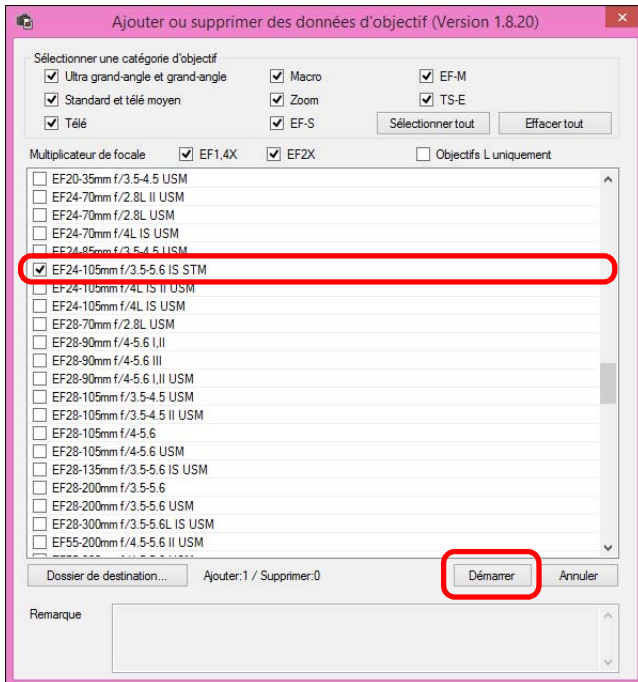 Ajouter ou supprimer des données d'objectif (Version 1.8.20)
Sélectionner une catégorie d'objectif
Ultra grand-angle et grand-angle Macro EF-M
Standard et télé moyen Zoom TS-E
Télé EF-S Sélectionner tout Effacer tout
Multiplicateur de focale EF1,4X EF2X Objectifs L uniquement
EF20-35mm f/3.5-4.5 USM
EF24-70mm f/2.8L II USM
EF24-70mm f/2.8L USM
EF24-70mm f/4L IS USM
EF24-85mm f/3.5-4.5 USM
EF24-105mm f/3.5-5.6 IS STM
EF24-105mm f/4L IS II USM
EF24-105mm f/4L IS USM
EF28-70mm f/2.8L USM
EF28-90mm f/4-5.6 I,II
EF28-90mm f/4-5.6 III
EF28-90mm f/4-5.6 I,II USM
EF28-105mm f/3.5-4.5 USM
EF28-105mm f/3.5-4.5 II USM
EF28-105mm f/4-5.6
EF28-105mm f/4-5.6 USM
EF28-135mm f/3.5-5.6 IS USM
EF28-200mm f/3.5-5.6
EF28-200mm f/3.5-5.6 USM
EF28-300mm f/3.5-5.6L IS USM
EF55-200mm f/4.5-5.6 II USM
Dossier de destination... Ajouter:1 / Supprimer:0 Démarrer Annuler
Remarque